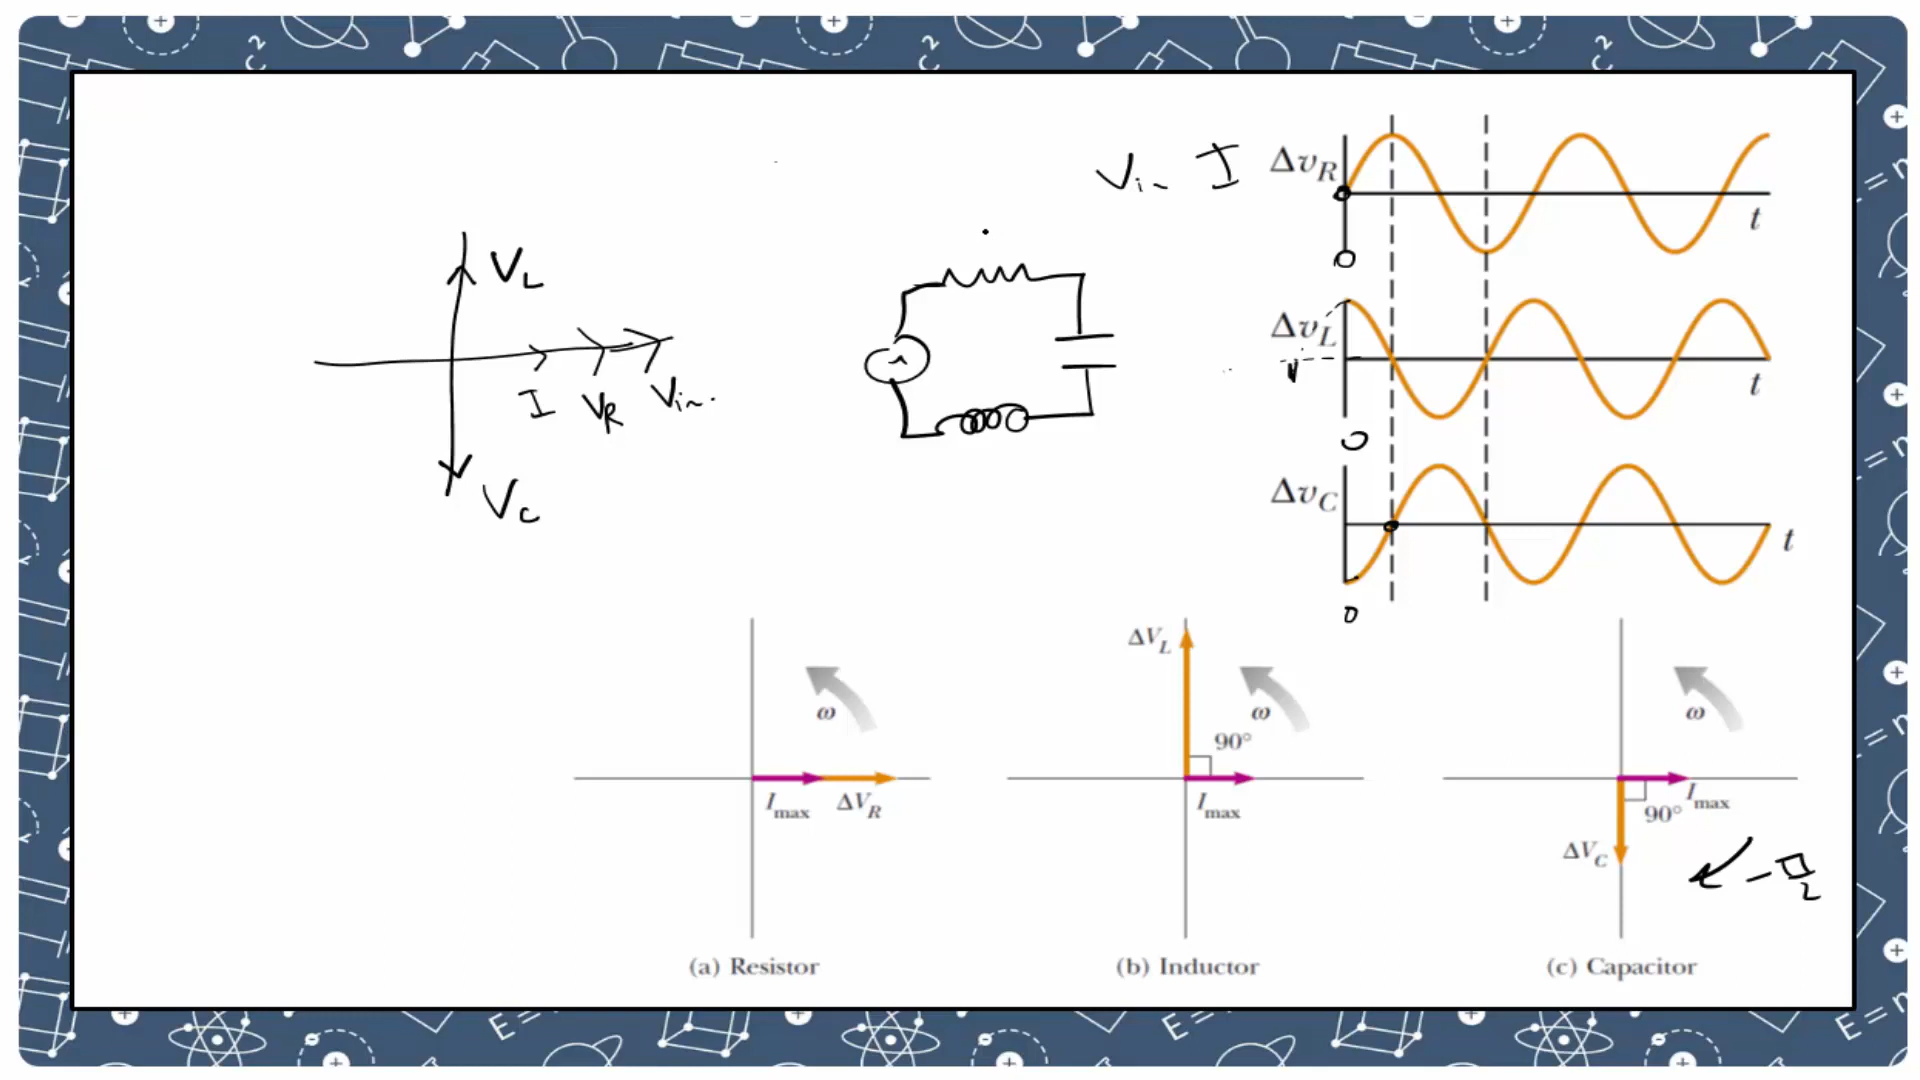 V_in I
Δv_R
t
0
V_L
I V_R V_in.
V_C
Δv_L
t
0
Δv_C
t
0
ΔV_L
ω
ω
ω
90°
I_max ΔV_R
I_max
I_max
90°
ΔV_C
-π/2
(a) Resistor
(b) Inductor
(c) Capacitor